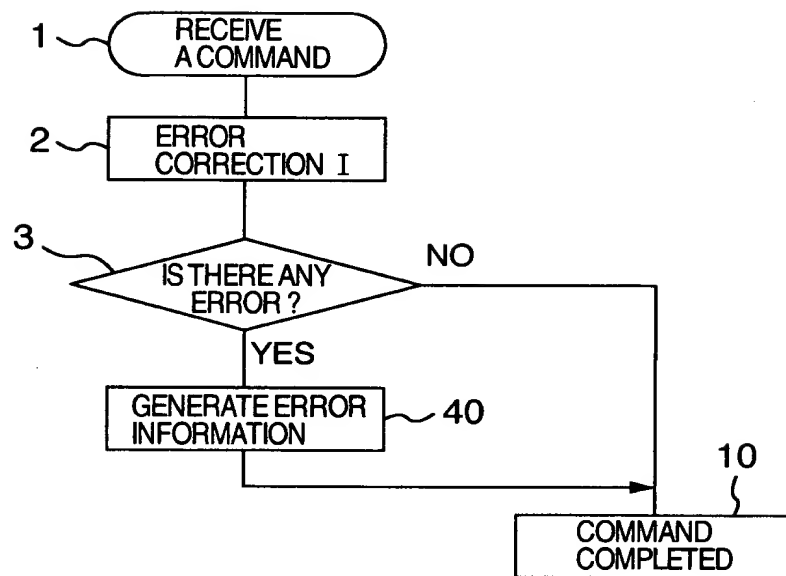 1
RECEIVE
A COMMAND
2
ERROR
CORRECTION I
3
IS THERE ANY
ERROR ?
NO
YES
GENERATE ERROR
INFORMATION
40
10
COMMAND
COMPLETED